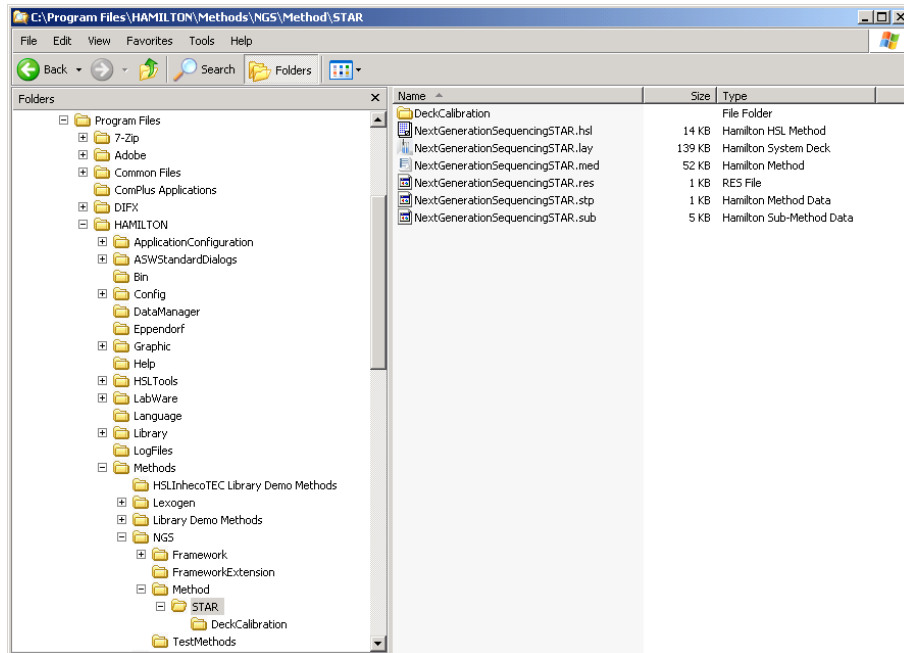 C:\Program Files\HAMILTON\Methods\NGS\Method\STAR
File Edit View Favorites Tools Help
Back Search Folders
Folders x
Program Files
7-Zip
Adobe
Common Files
ComPlus Applications
DIFX
HAMILTON
ApplicationConfiguration
ASWStandardDialogs
Bin
Config
DataManager
Eppendorf
Graphic
Help
HSLTools
LabWare
Language
Library
LogFiles
Methods
HSLInhecoTEC Library Demo Methods
Lexogen
Library Demo Methods
NGS
Framework
FrameworkExtension
Method
STAR
DeckCalibration
TestMethods
Name Size Type
DeckCalibration File Folder
NextGenerationSequencingSTAR.hsl 14 KB Hamilton HSL Method
NextGenerationSequencingSTAR.lay 139 KB Hamilton System Deck
NextGenerationSequencingSTAR.med 52 KB Hamilton Method
NextGenerationSequencingSTAR.res 1 KB RES File
NextGenerationSequencingSTAR.stp 1 KB Hamilton Method Data
NextGenerationSequencingSTAR.sub 5 KB Hamilton Sub-Method Data